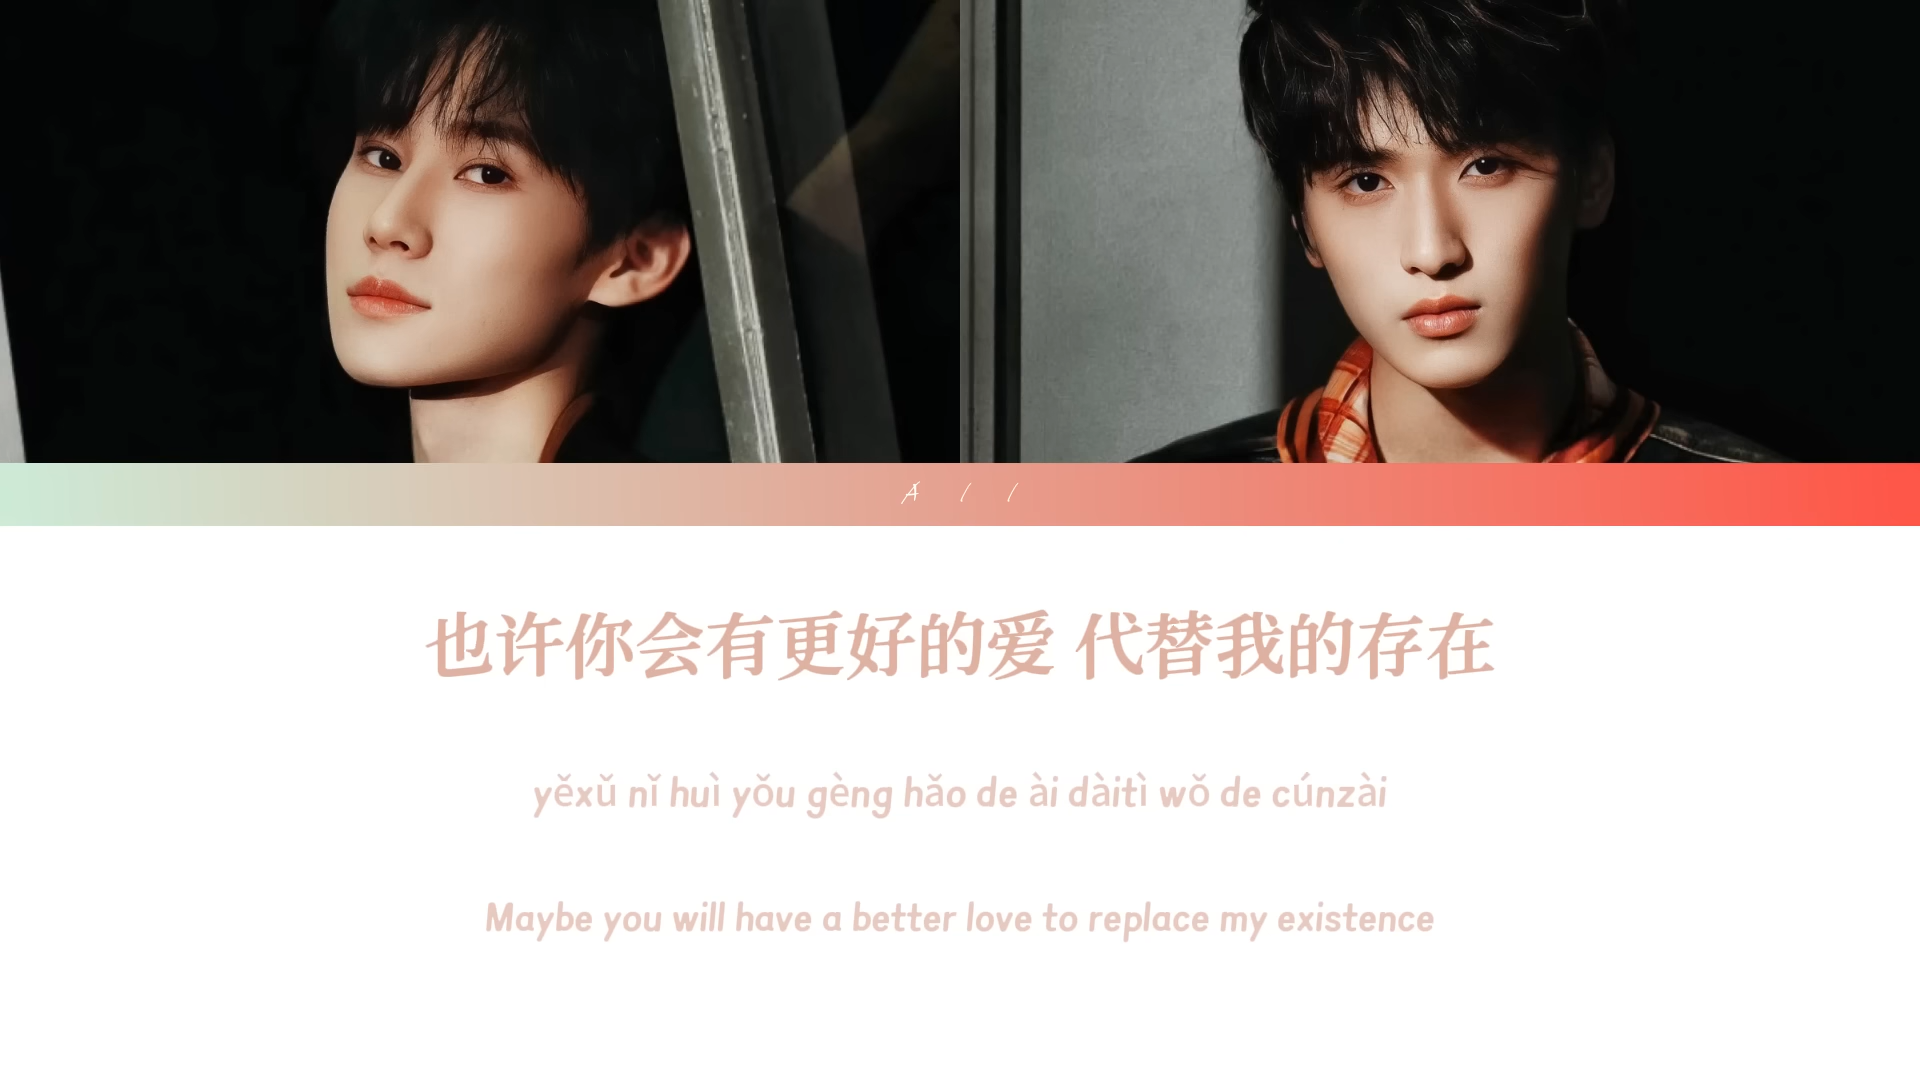 All
也许你会有更好的爱 代替我的存在
yěxǔ nǐ huì yǒu gèng hǎo de ài dàitì wǒ de cúnzài
Maybe you will have a better love to replace my existence